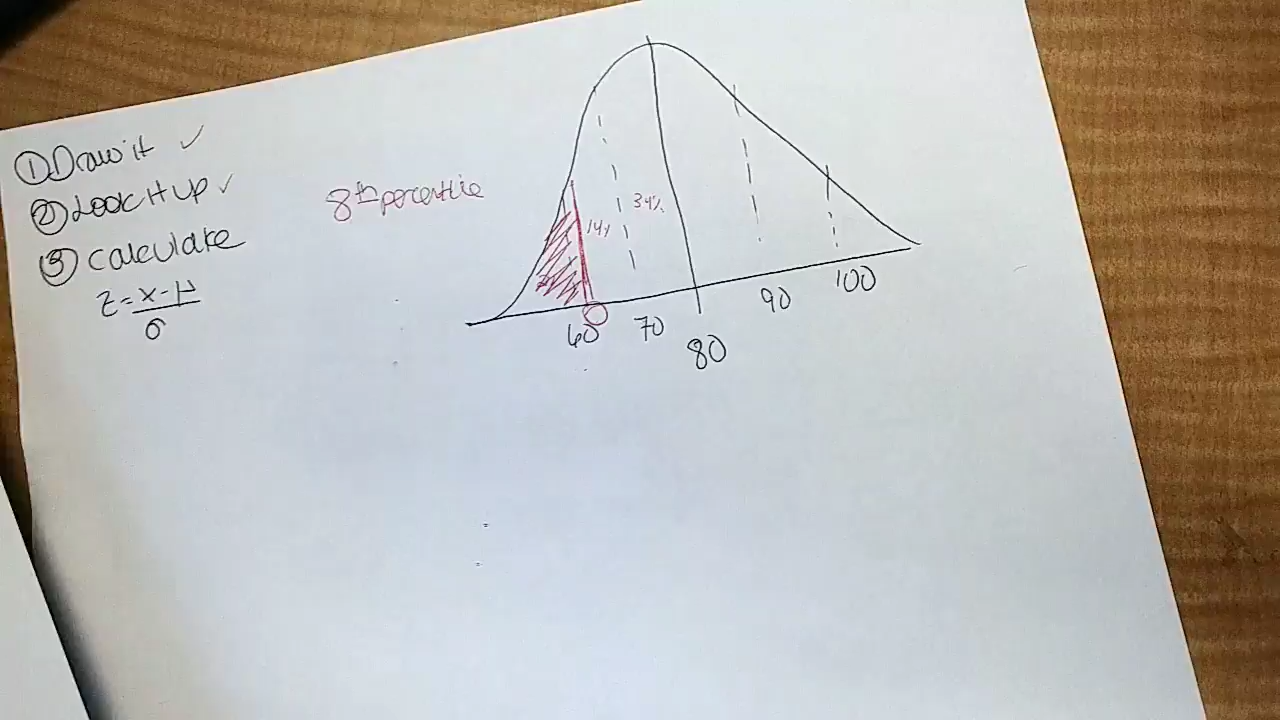 ① Draw it ✓
② Look it up ✓
③ Calculate
z = x - μ
σ
8th percentile
34%
14%
60 70 80 90 100